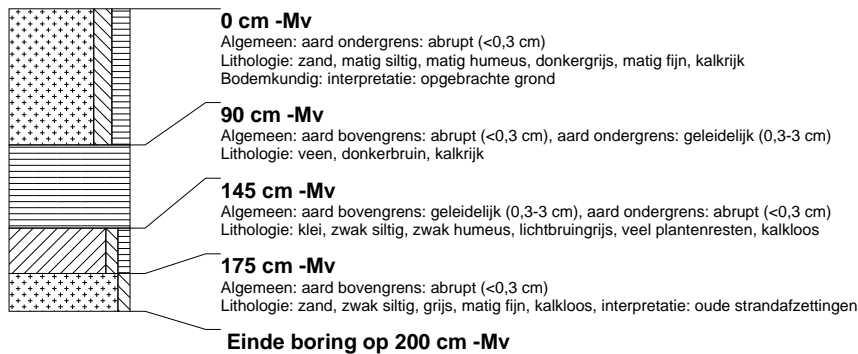 0 cm -Mv
Algemeen: aard ondergrens: abrupt (<0,3 cm)
Lithologie: zand, matig siltig, matig humeus, donkergrijs, matig fijn, kalkrijk
Bodemkundig: interpretatie: opgebrachte grond
90 cm -Mv
Algemeen: aard bovengrens: abrupt (<0,3 cm), aard ondergrens: geleidelijk (0,3-3 cm)
Lithologie: veen, donkerbruin, kalkrijk
145 cm -Mv
Algemeen: aard bovengrens: geleidelijk (0,3-3 cm), aard ondergrens: abrupt (<0,3 cm)
Lithologie: klei, zwak siltig, zwak humeus, lichtbruingrijs, veel plantenresten, kalkloos
175 cm -Mv
Algemeen: aard bovengrens: abrupt (<0,3 cm)
Lithologie: zand, zwak siltig, grijs, matig fijn, kalkloos, interpretatie: oude strandafzettingen
Einde boring op 200 cm -Mv